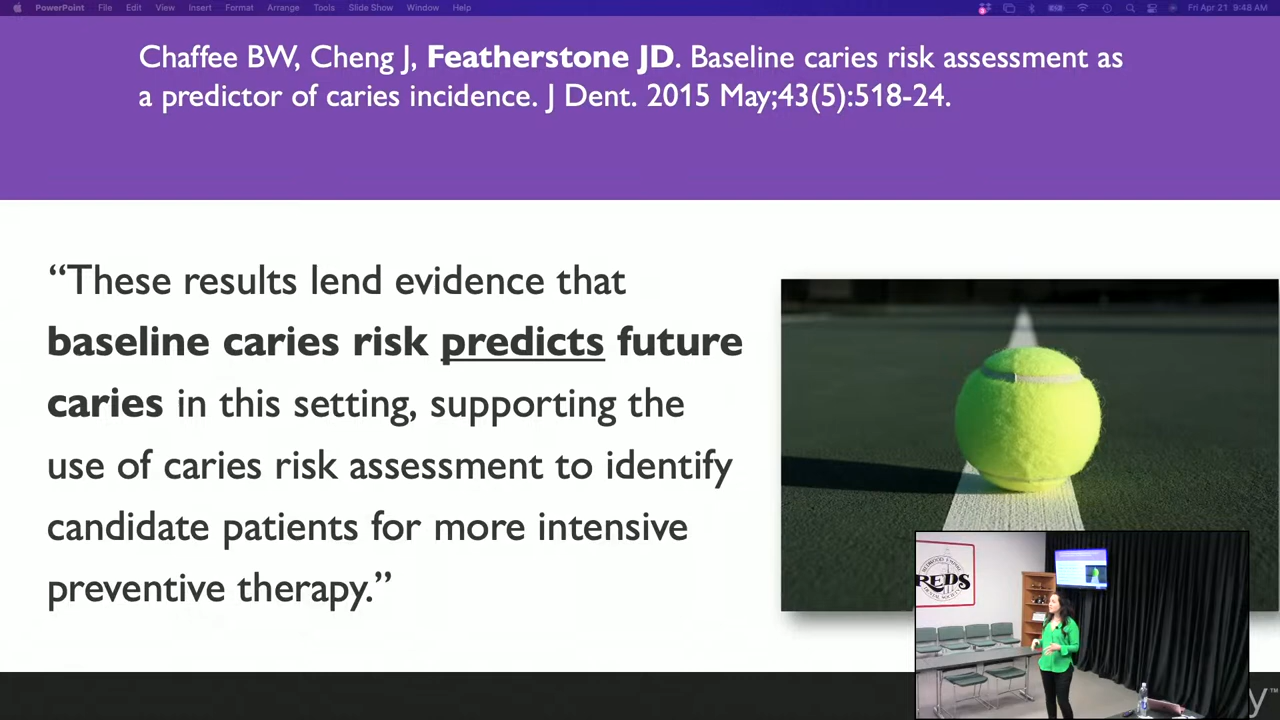 PowerPoint File Edit View Insert Format Arrange Tools Slide Show Window Help Fri Apr 21 9:48 AM
Chaffee BW, Cheng J, Featherstone JD. Baseline caries risk assessment as
a predictor of caries incidence. J Dent. 2015 May;43(5):518-24.
“These results lend evidence that
baseline caries risk predicts future
caries in this setting, supporting the
use of caries risk assessment to identify
candidate patients for more intensive
preventive therapy.”
REDS
y™